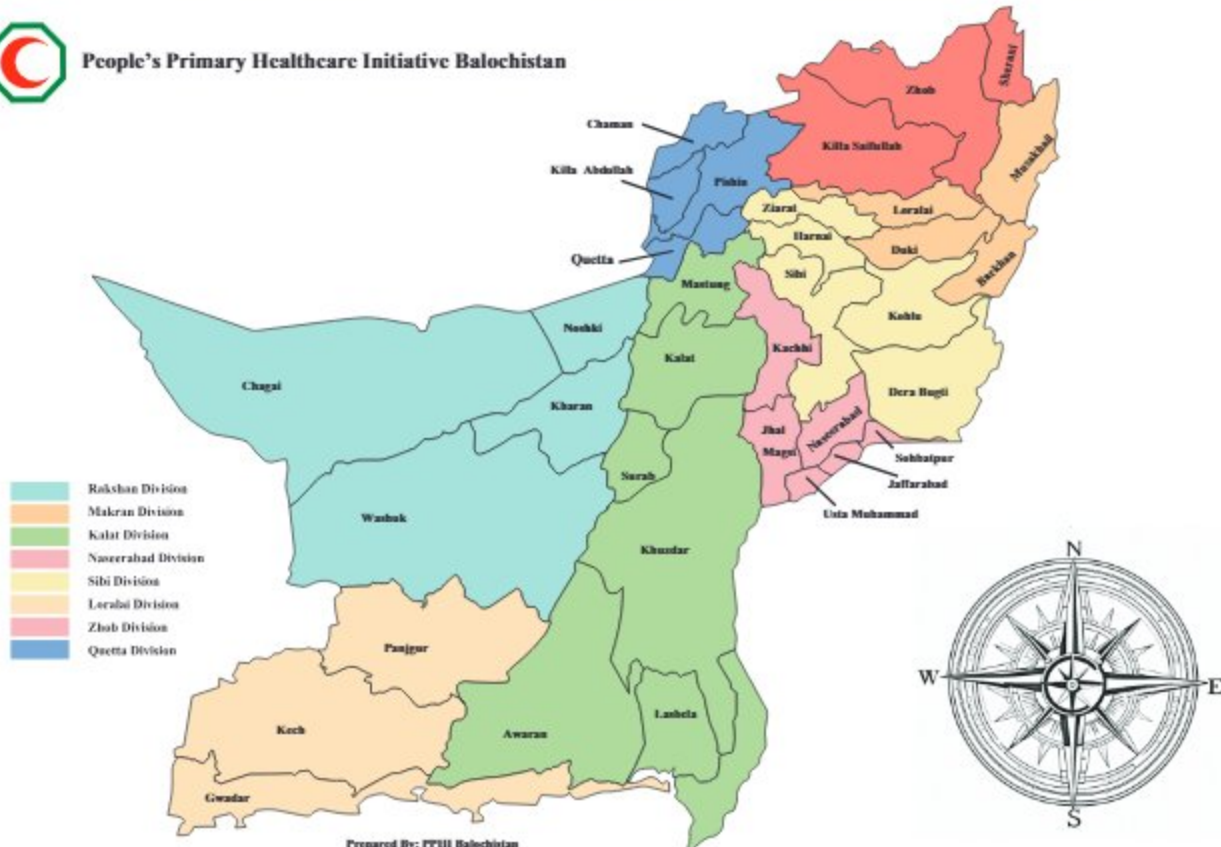 People's Primary Healthcare Initiative Balochistan
Sherani
Zhob
Chaman
Killa Saifullah
Musakhail
Killa Abdullah
Pishin
Ziarat
Loralai
Harnai
Duki
Quetta
Barkhan
Sibi
Mastung
Kohlu
Noshki
Kachhi
Kalat
Chagai
Dera Bugti
Kharan
Jhal
Magsi
Naseerabad
Sohbatpur
Surab
Jaffarabad
Usta Muhammad
Washuk
Khuzdar
Rakshan Division
Makran Division
Kalat Division
Naseerabad Division
Sibi Division
Loralai Division
Zhob Division
Quetta Division
Panjgur
Lasbela
Kech
Awaran
Gwadar
N
W
E
S
Prepared By: PPHI Balochistan